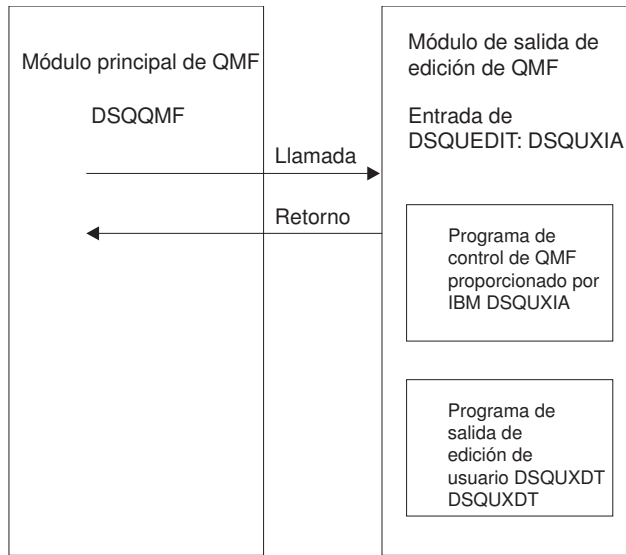 Módulo principal de QMF
DSQQMF
Llamada
Retorno
Módulo de salida de
edición de QMF
Entrada de
DSQUEDIT: DSQUXIA
Programa de
control de QMF
proporcionado por
IBM DSQUXIA
Programa de
salida de
edición de
usuario DSQUXDT
DSQUXDT